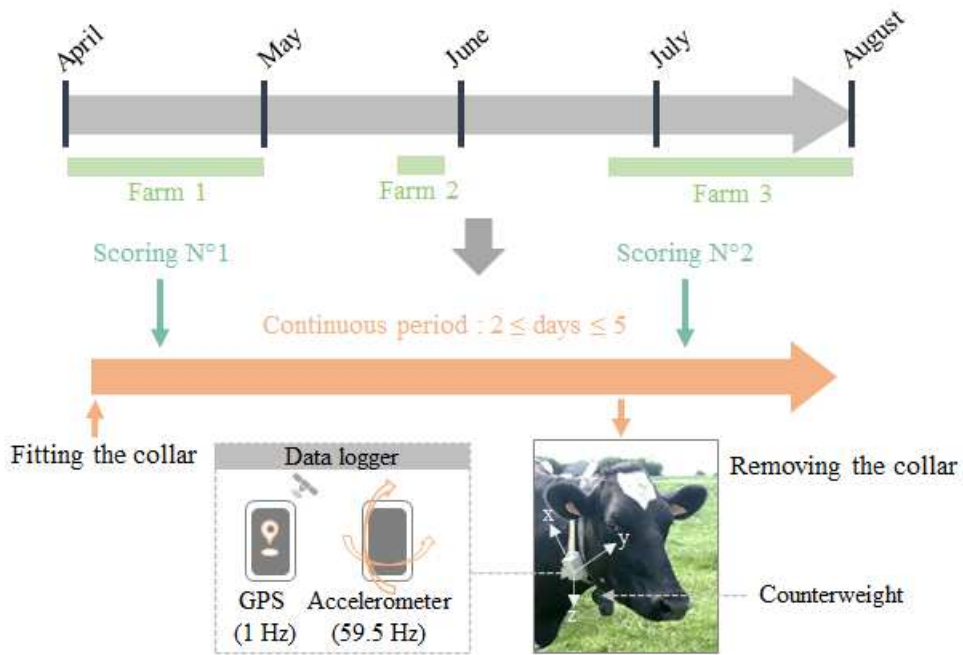 April
May
June
July
August
Farm 1
Farm 2
Farm 3
Scoring N°1
Scoring N°2
Continuous period : 2 ≤ days ≤ 5
Fitting the collar
Removing the collar
Data logger
GPS
(1 Hz)
Accelerometer
(59.5 Hz)
x
y
z
Counterweight